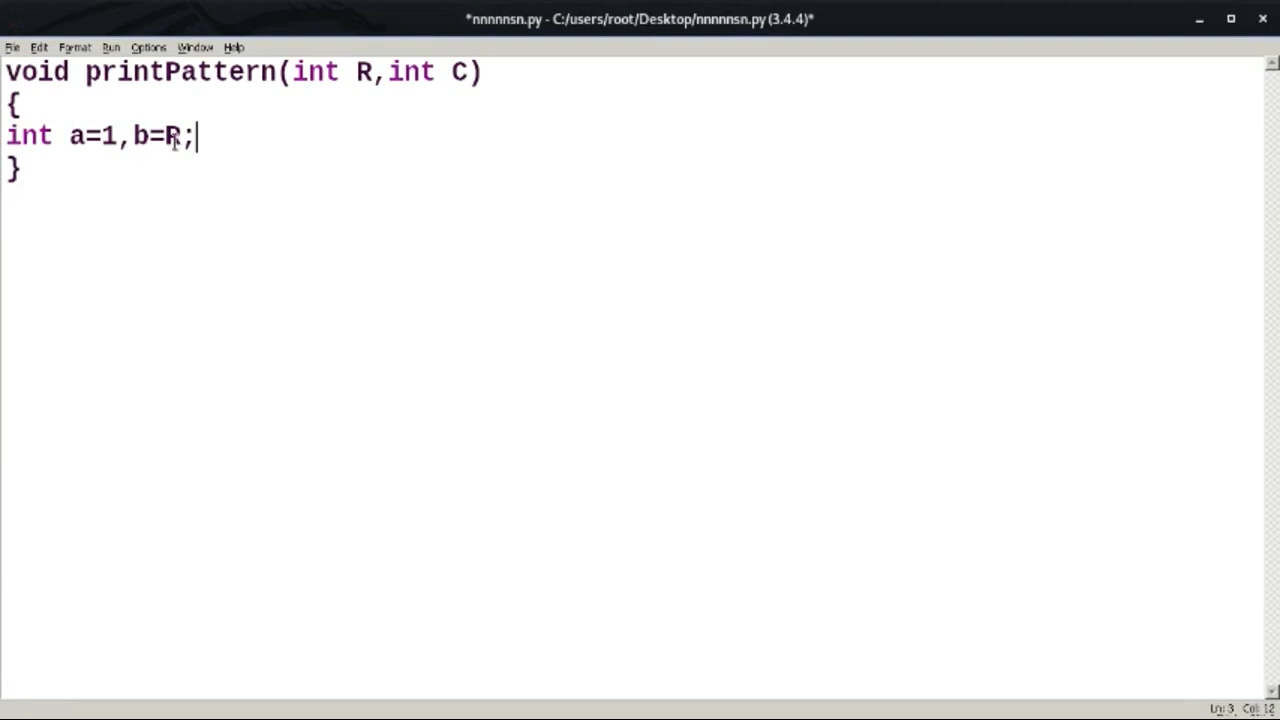 *nnnnnsn.py - C:/users/root/Desktop/nnnnnsn.py (3.4.4)*
File Edit Format Run Options Window Help
void printPattern(int R,int C)
{
int a=1,b=R;
}
Ln: 3 Col: 12